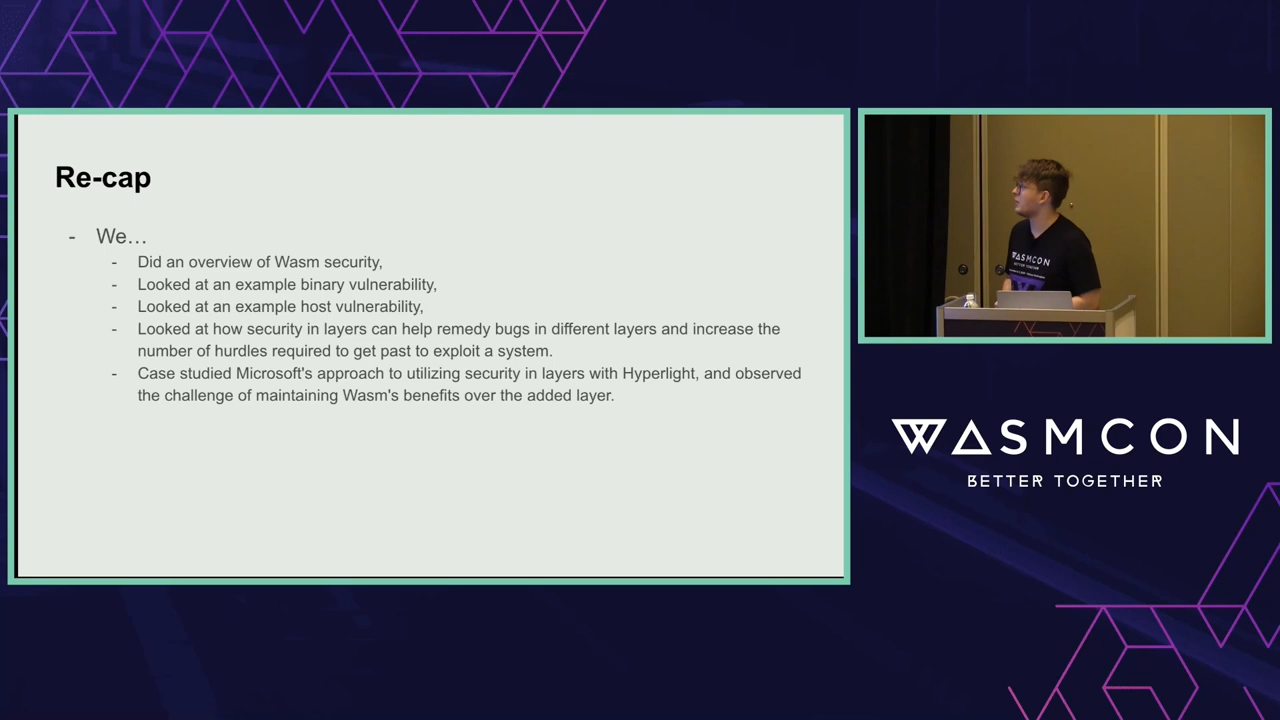 Re-cap
- We…
- Did an overview of Wasm security,
- Looked at an example binary vulnerability,
- Looked at an example host vulnerability,
- Looked at how security in layers can help remedy bugs in different layers and increase the
number of hurdles required to get past to exploit a system.
- Case studied Microsoft's approach to utilizing security in layers with Hyperlight, and observed
the challenge of maintaining Wasm's benefits over the added layer.
WASMCON
BETTER TOGETHER
WASMCON
BETTER TOGETHER